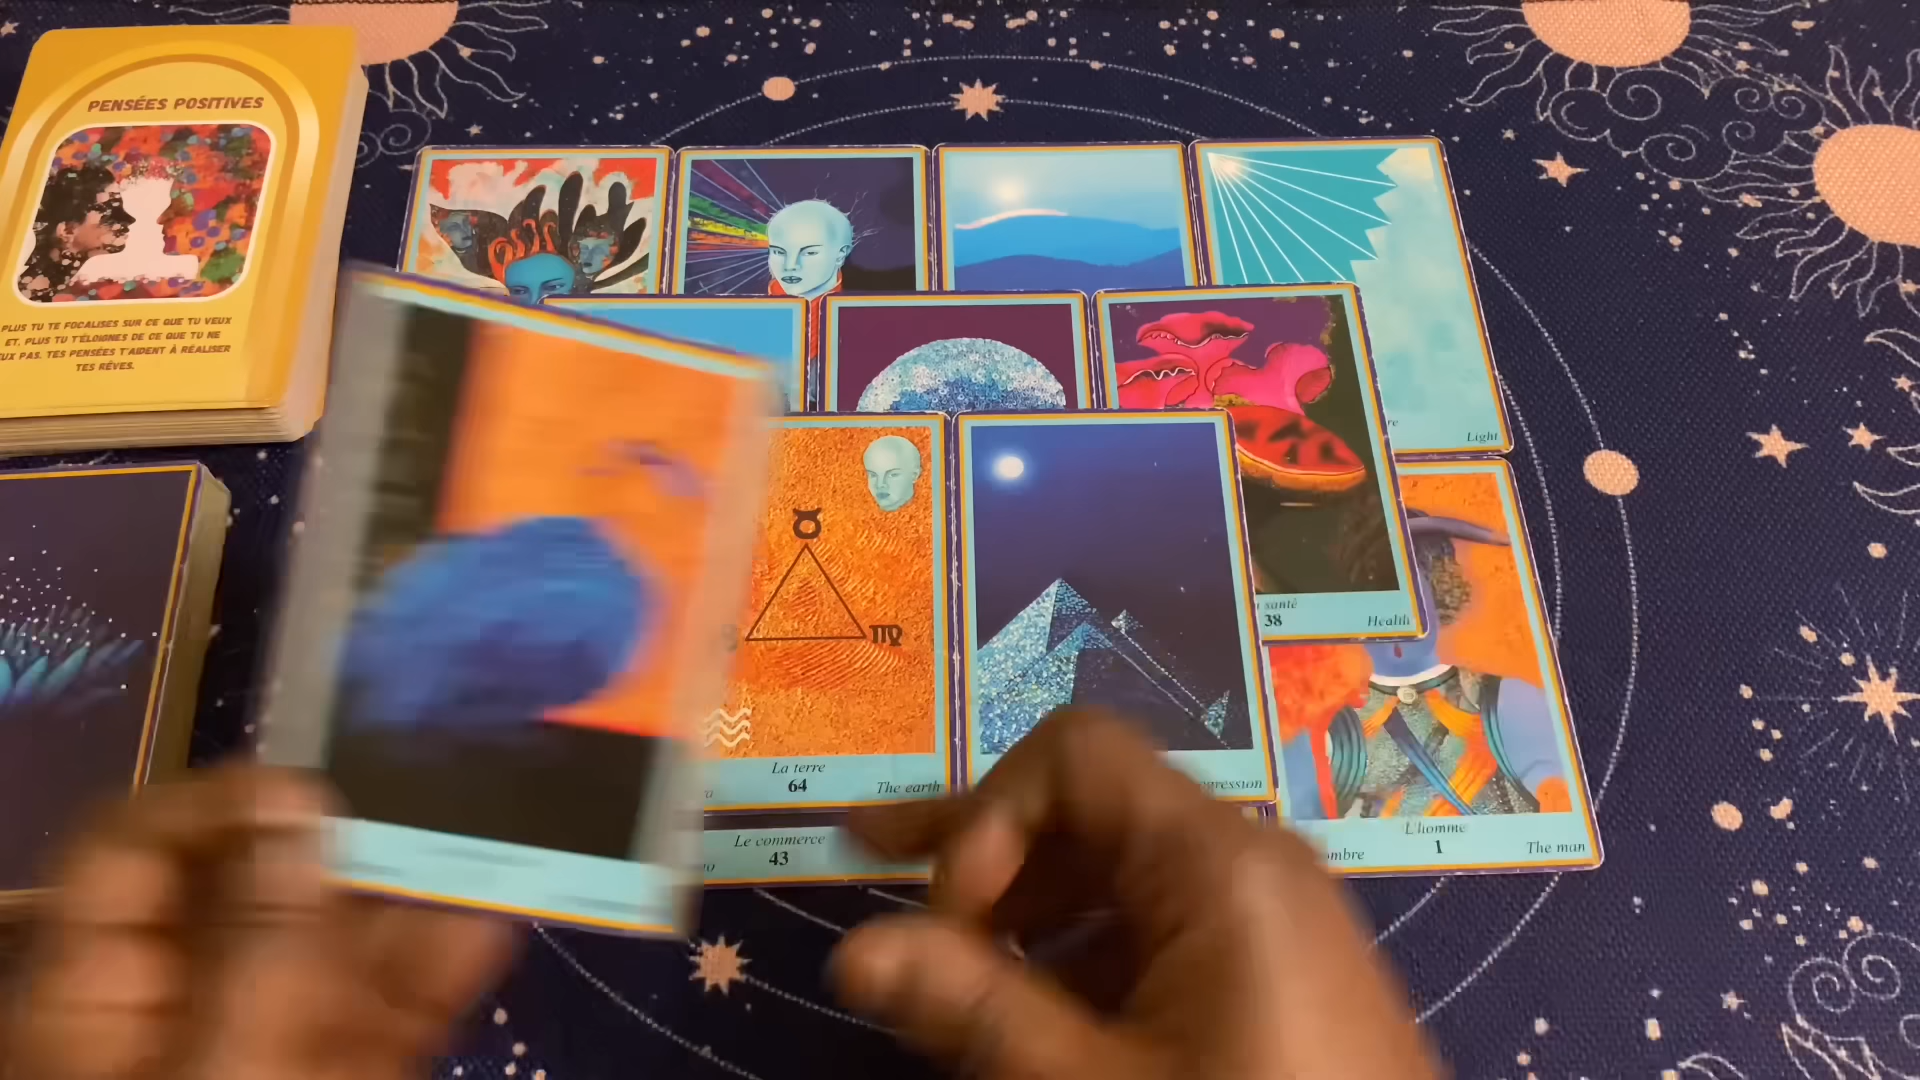 PENSÉES POSITIVES
PLUS TU TE FOCALISES SUR CE QUE TU VEUX
ET, PLUS TU T'ÉLOIGNES DE CE QUE TU NE
PAS. TES PENSÉES T'AIDENT À RÉALISER
TES RÊVES.
Light
santé
38 Health
La terre
64 The earth
Le commerce
43
L'homme
1 The man